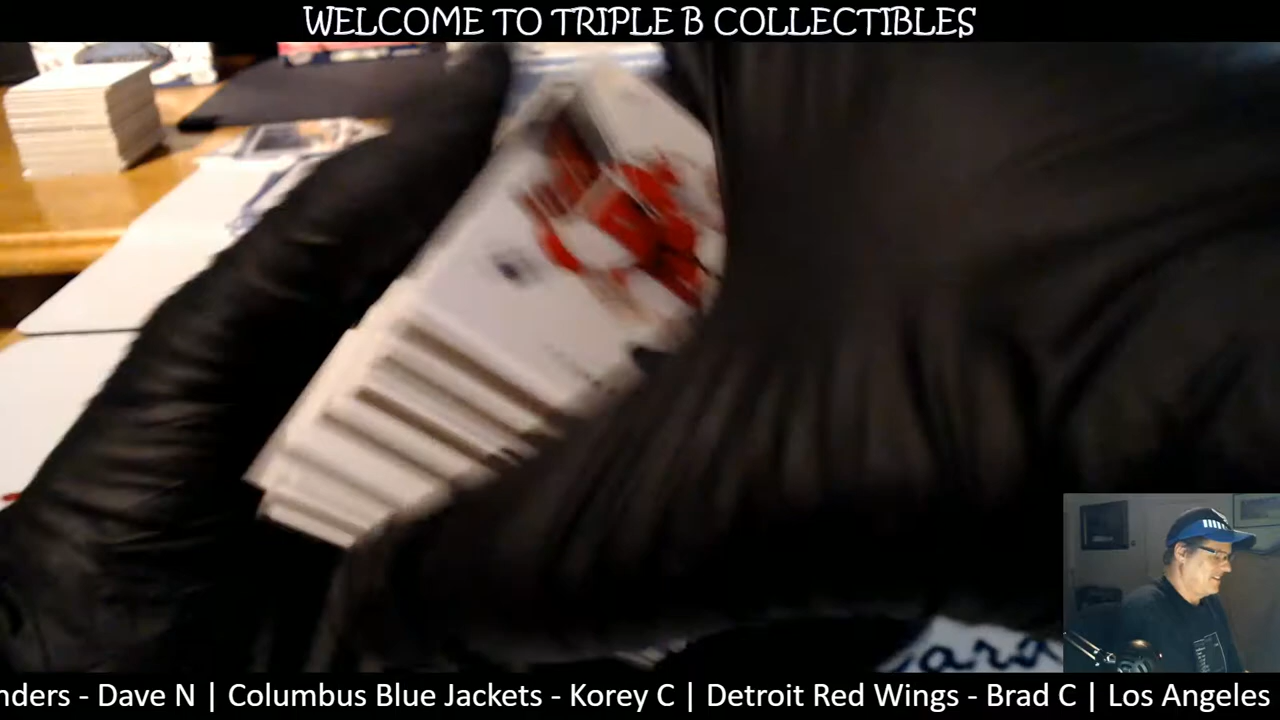 WELCOME TO TRIPLE B COLLECTIBLES
nders - Dave N | Columbus Blue Jackets - Korey C | Detroit Red Wings - Brad C | Los Angeles